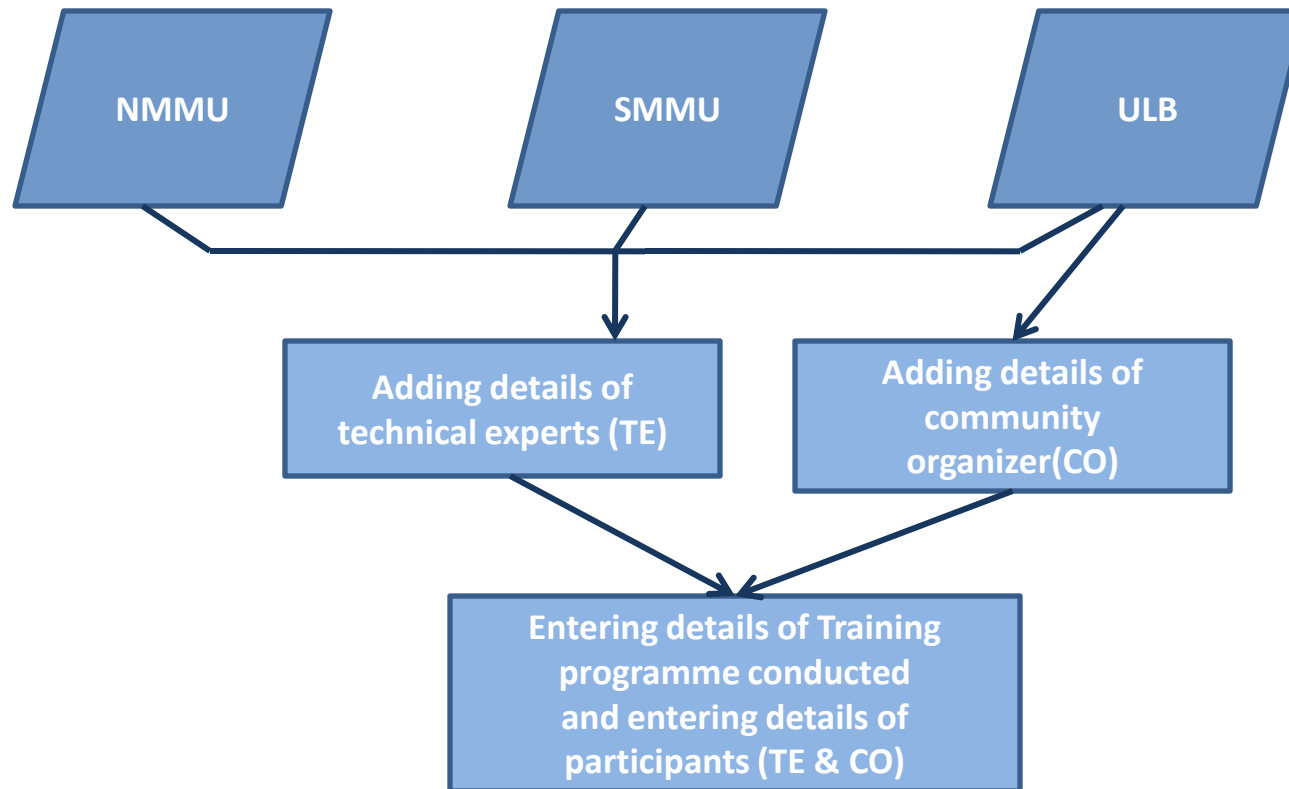 NMMU
SMMU
ULB
Adding details of
technical experts (TE)
Adding details of
community
organizer(CO)
Entering details of Training
programme conducted
and entering details of
participants (TE & CO)